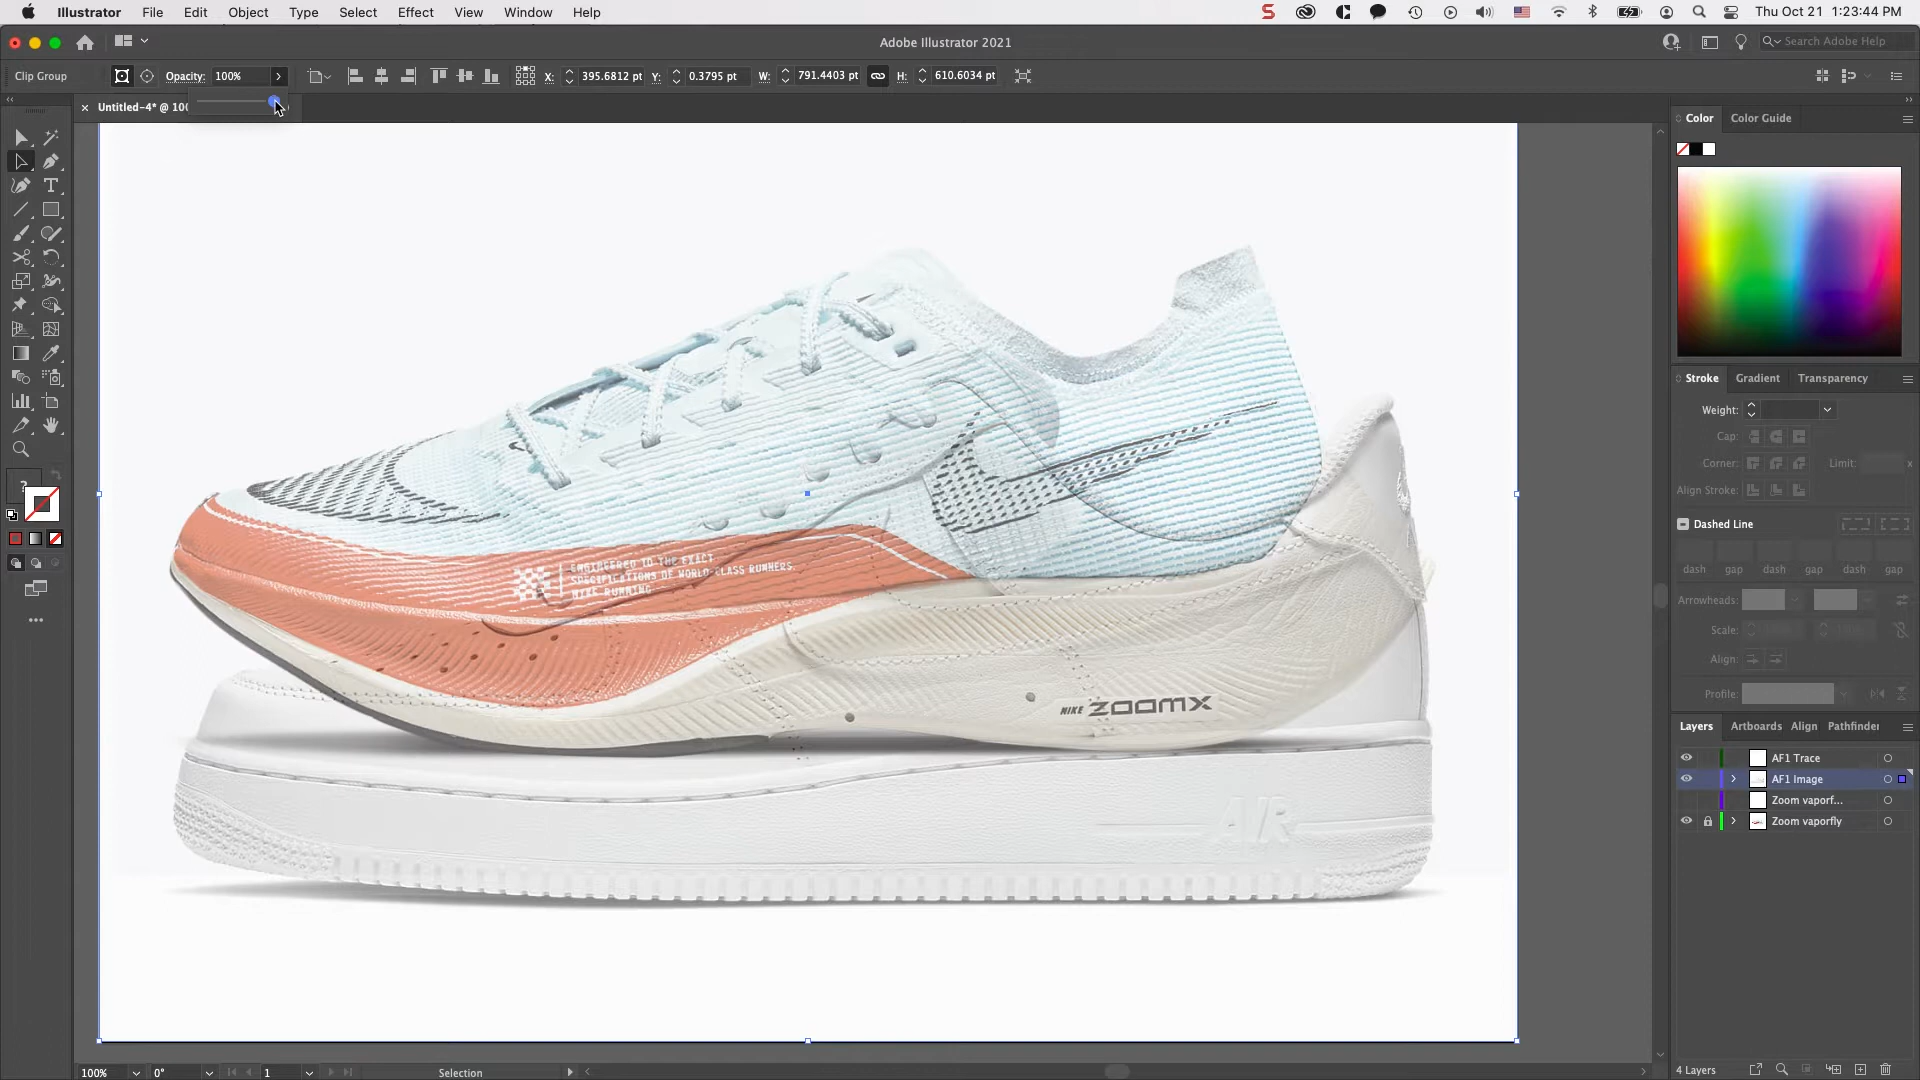 Illustrator File Edit Object Type Select Effect View Window Help
Thu Oct 21 1:23:44 PM
Adobe Illustrator 2021
Search Adobe Help
Clip Group
Opacity: 100%
X: 395.6812 pt Y: 0.3795 pt W: 791.4403 pt H: 610.6034 pt
Untitled-4* @ 100
Color Color Guide
Stroke Gradient Transparency
Weight:
Cap:
Corner: Limit: x
Align Stroke:
Dashed Line
dash gap dash gap dash gap
Arrowheads:
Scale:
Align:
Profile:
Layers Artboards Align Pathfinder
AF1 Trace
AF1 Image
Zoom vaporf...
Zoom vaporfly
4 Layers
ENGINEERED TO THE EXACT
SPECIFICATIONS OF WORLD-CLASS RUNNERS.
NIKE RUNNING
NIKE ZOOMX
AIR
T
?
100% 0° 1 Selection